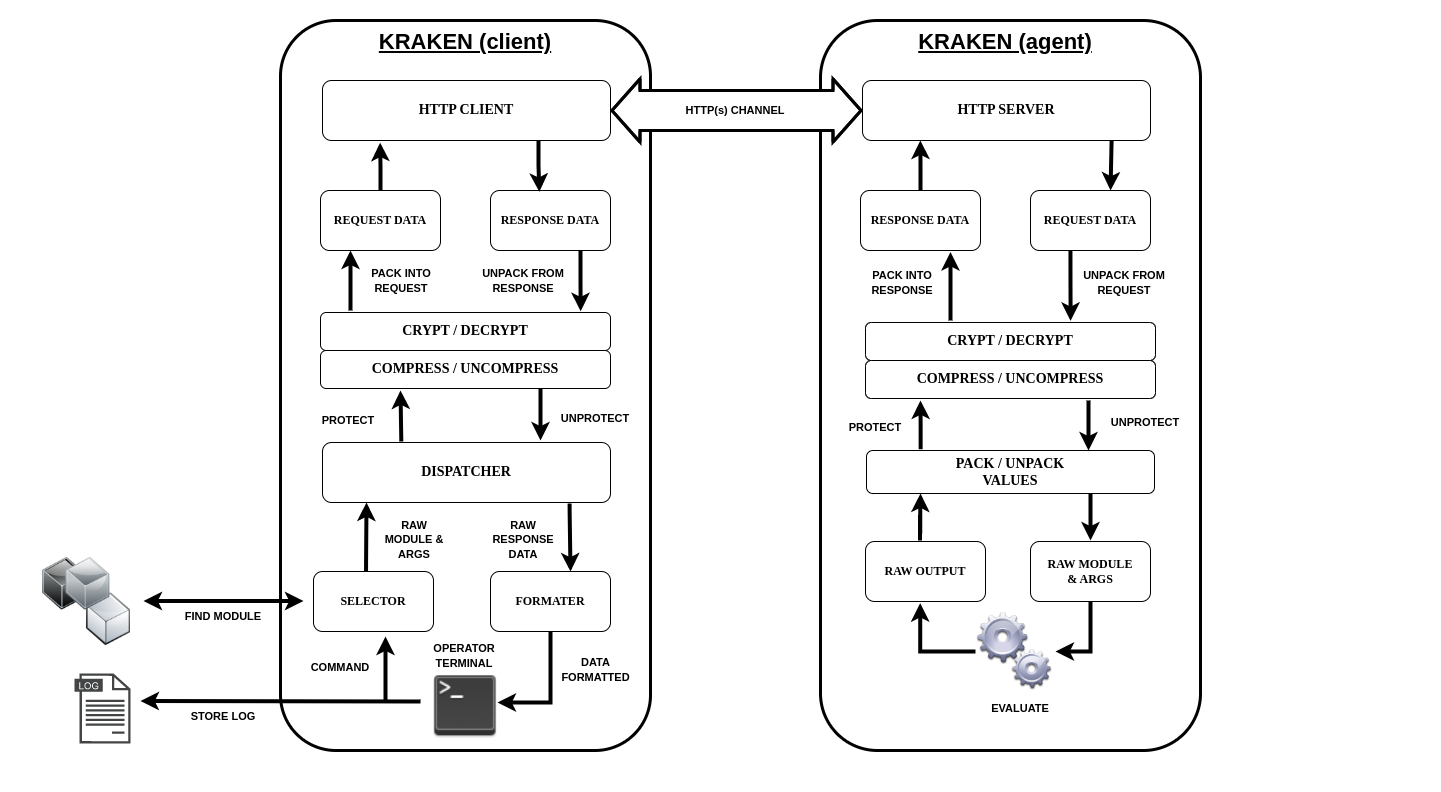 KRAKEN (client)
HTTP CLIENT
REQUEST DATA
RESPONSE DATA
PACK INTO
REQUEST
UNPACK FROM
RESPONSE
CRYPT / DECRYPT
COMPRESS / UNCOMPRESS
PROTECT
UNPROTECT
DISPATCHER
RAW
MODULE &
ARGS
RAW
RESPONSE
DATA
SELECTOR
FORMATER
FIND MODULE
COMMAND
OPERATOR
TERMINAL
>_
DATA
FORMATTED
LOG
STORE LOG
HTTP(s) CHANNEL
KRAKEN (agent)
HTTP SERVER
RESPONSE DATA
REQUEST DATA
PACK INTO
RESPONSE
UNPACK FROM
REQUEST
CRYPT / DECRYPT
COMPRESS / UNCOMPRESS
PROTECT
UNPROTECT
PACK / UNPACK
VALUES
RAW OUTPUT
RAW MODULE
& ARGS
EVALUATE